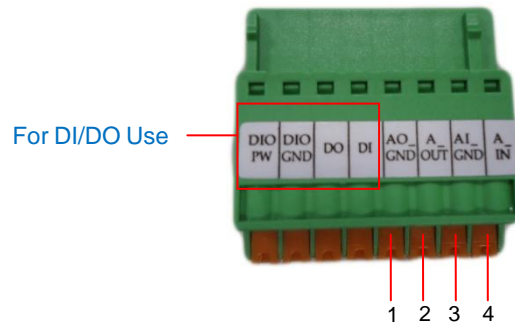 For DI/DO Use
DIO PW
DIO GND
DO
DI
AO_ GND
A_ OUT
AI_ GND
A_ IN
1 2 3 4